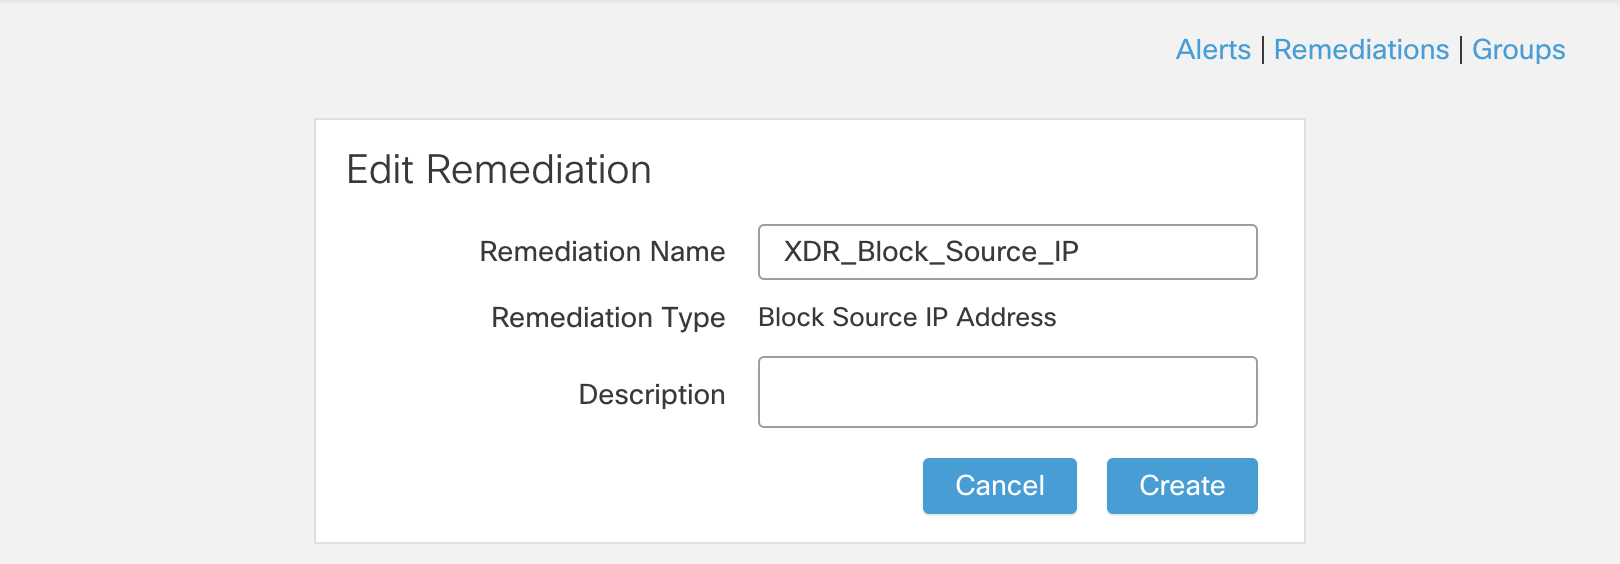 Alerts | Remediations | Groups
Edit Remediation
Remediation Name XDR_Block_Source_IP
Remediation Type Block Source IP Address
Description
Cancel Create